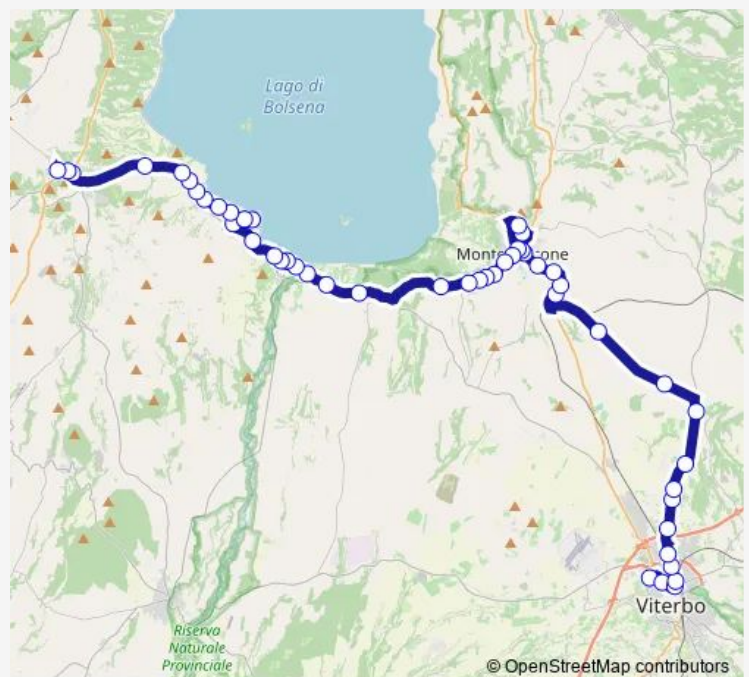 Lago di
Bolsena
Viterbo
Riserva
Naturale
Provinciale
© OpenStreetMap contributors